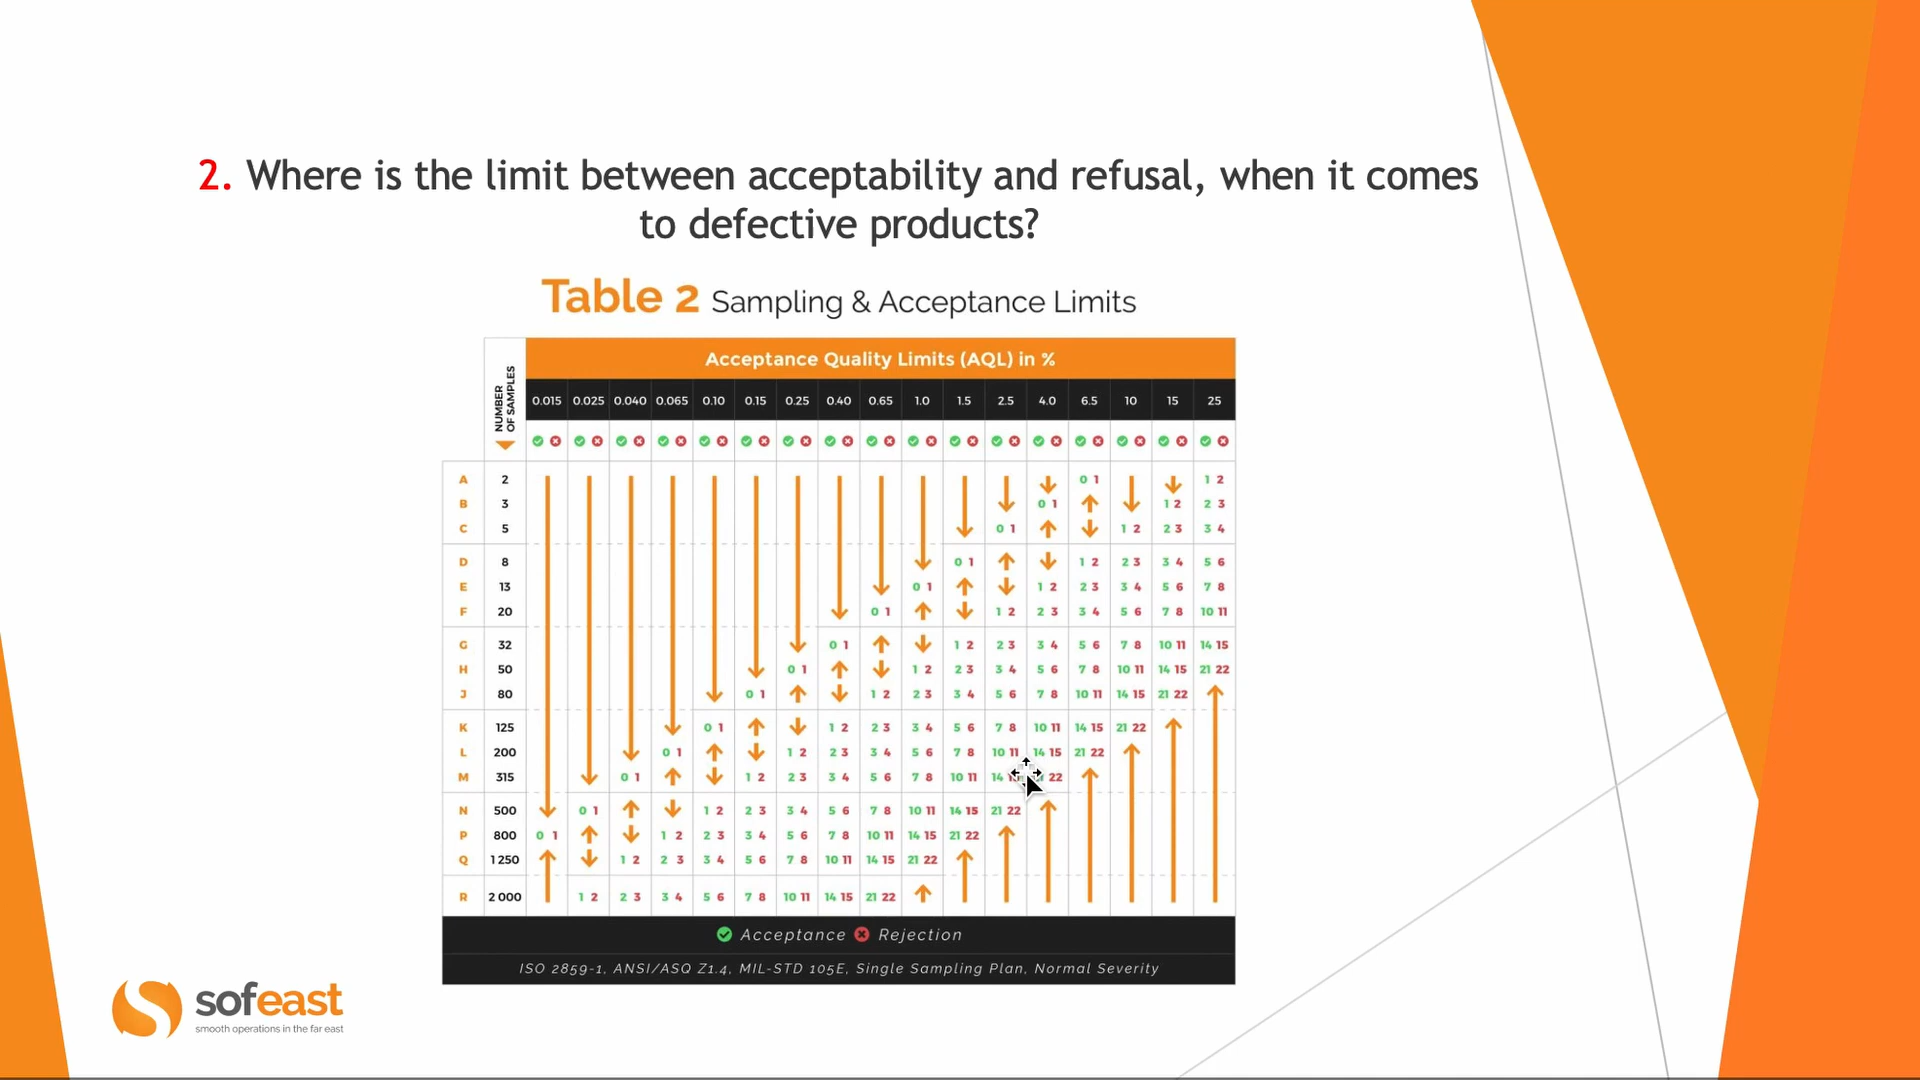 2. Where is the limit between acceptability and refusal, when it comes
to defective products?
Table 2 Sampling & Acceptance Limits
NUMBER
OF SAMPLES
Acceptance Quality Limits (AQL) in %
0.015 0.025 0.040 0.065 0.10 0.15 0.25 0.40 0.65 1.0 1.5 2.5 4.0 6.5 10 15 25
A 2 0 1 1 2
B 3 0 1 1 2 2 3
C 5 0 1 1 2 2 3 3 4
D 8 0 1 1 2 2 3 3 4 5 6
E 13 0 1 1 2 2 3 3 4 5 6 7 8
F 20 0 1 1 2 2 3 3 4 5 6 7 8 10 11
G 32 0 1 1 2 2 3 3 4 5 6 7 8 10 11 14 15
H 50 0 1 1 2 2 3 3 4 5 6 7 8 10 11 14 15 21 22
J 80 0 1 1 2 2 3 3 4 5 6 7 8 10 11 14 15 21 22
K 125 0 1 1 2 2 3 3 4 5 6 7 8 10 11 14 15 21 22
L 200 0 1 1 2 2 3 3 4 5 6 7 8 10 11 14 15 21 22
M 315 0 1 1 2 2 3 3 4 5 6 7 8 10 11 14 22
N 500 0 1 1 2 2 3 3 4 5 6 7 8 10 11 14 15 21 22
P 800 0 1 1 2 2 3 3 4 5 6 7 8 10 11 14 15 21 22
Q 1 250 1 2 2 3 3 4 5 6 7 8 10 11 14 15 21 22
R 2 000 1 2 2 3 3 4 5 6 7 8 10 11 14 15 21 22
Acceptance Rejection
ISO 2859-1, ANSI/ASQ Z1.4, MIL-STD 105E, Single Sampling Plan, Normal Severity
sofeast
smooth operations in the far east